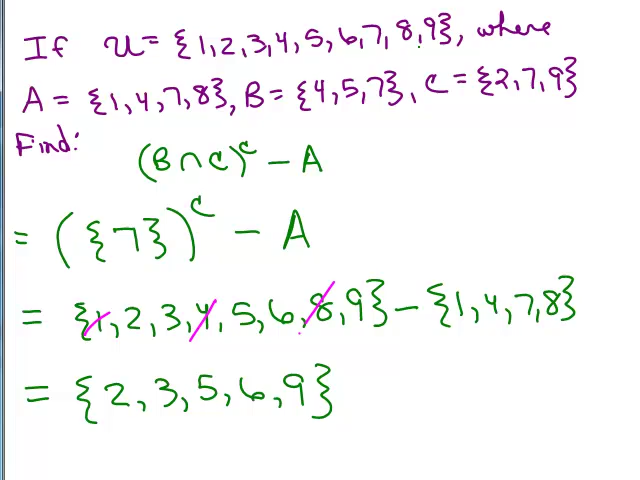 If U = {1, 2, 3, 4, 5, 6, 7, 8, 9}, where
A = {1, 4, 7, 8}, B = {4, 5, 7}, C = {2, 7, 9}
Find:
(B ∩ C)^c - A
= ({7})^c - A
= {1, 2, 3, 4, 5, 6, 8, 9} - {1, 4, 7, 8}
= {2, 3, 5, 6, 9}